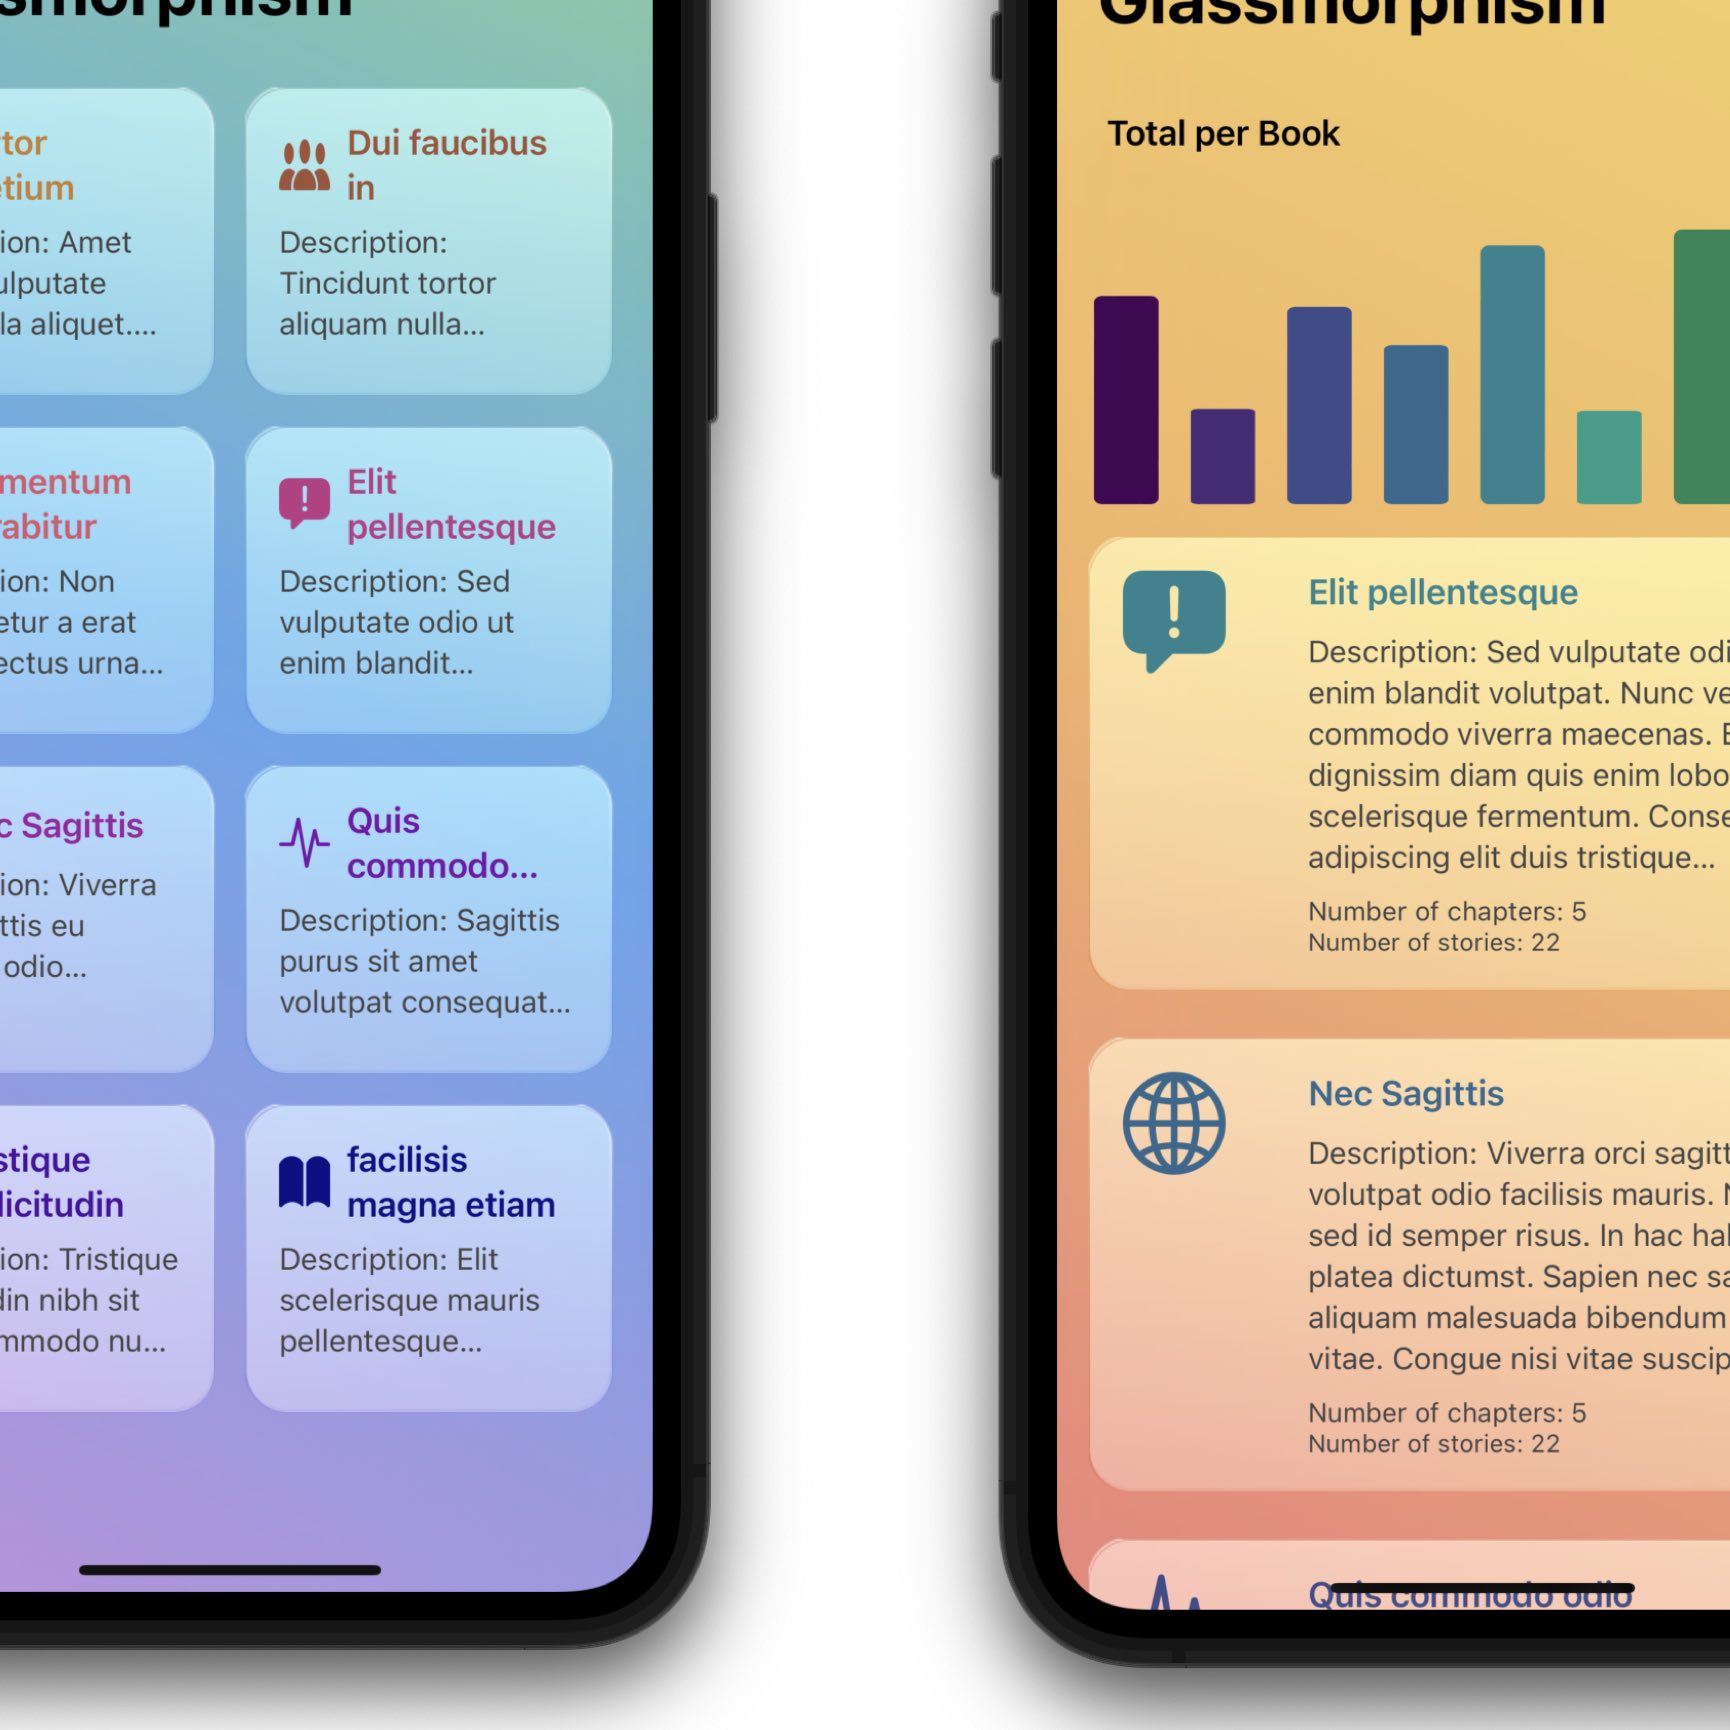 smorphism
tor
etium
ion: Amet
ulputate
la aliquet....
Dui faucibus
in
Description:
Tincidunt tortor
aliquam nulla...
mentum
rabitur
ion: Non
etur a erat
ectus urna...
Elit
pellentesque
Description: Sed
vulputate odio ut
enim blandit...
c Sagittis
ion: Viverra
ttis eu
odio...
Quis
commodo...
Description: Sagittis
purus sit amet
volutpat consequat...
stique
licitudin
ion: Tristique
din nibh sit
mmodo nu...
facilisis
magna etiam
Description: Elit
scelerisque mauris
pellentesque...
Glassmorphism
Total per Book
Elit pellentesque
Description: Sed vulputate odi
enim blandit volutpat. Nunc ve
commodo viverra maecenas. E
dignissim diam quis enim lobo
scelerisque fermentum. Conse
adipiscing elit duis tristique...
Number of chapters: 5
Number of stories: 22
Nec Sagittis
Description: Viverra orci sagitt
volutpat odio facilisis mauris. N
sed id semper risus. In hac hal
platea dictumst. Sapien nec sa
aliquam malesuada bibendum
vitae. Congue nisi vitae suscip
Number of chapters: 5
Number of stories: 22
Quis commodo odio